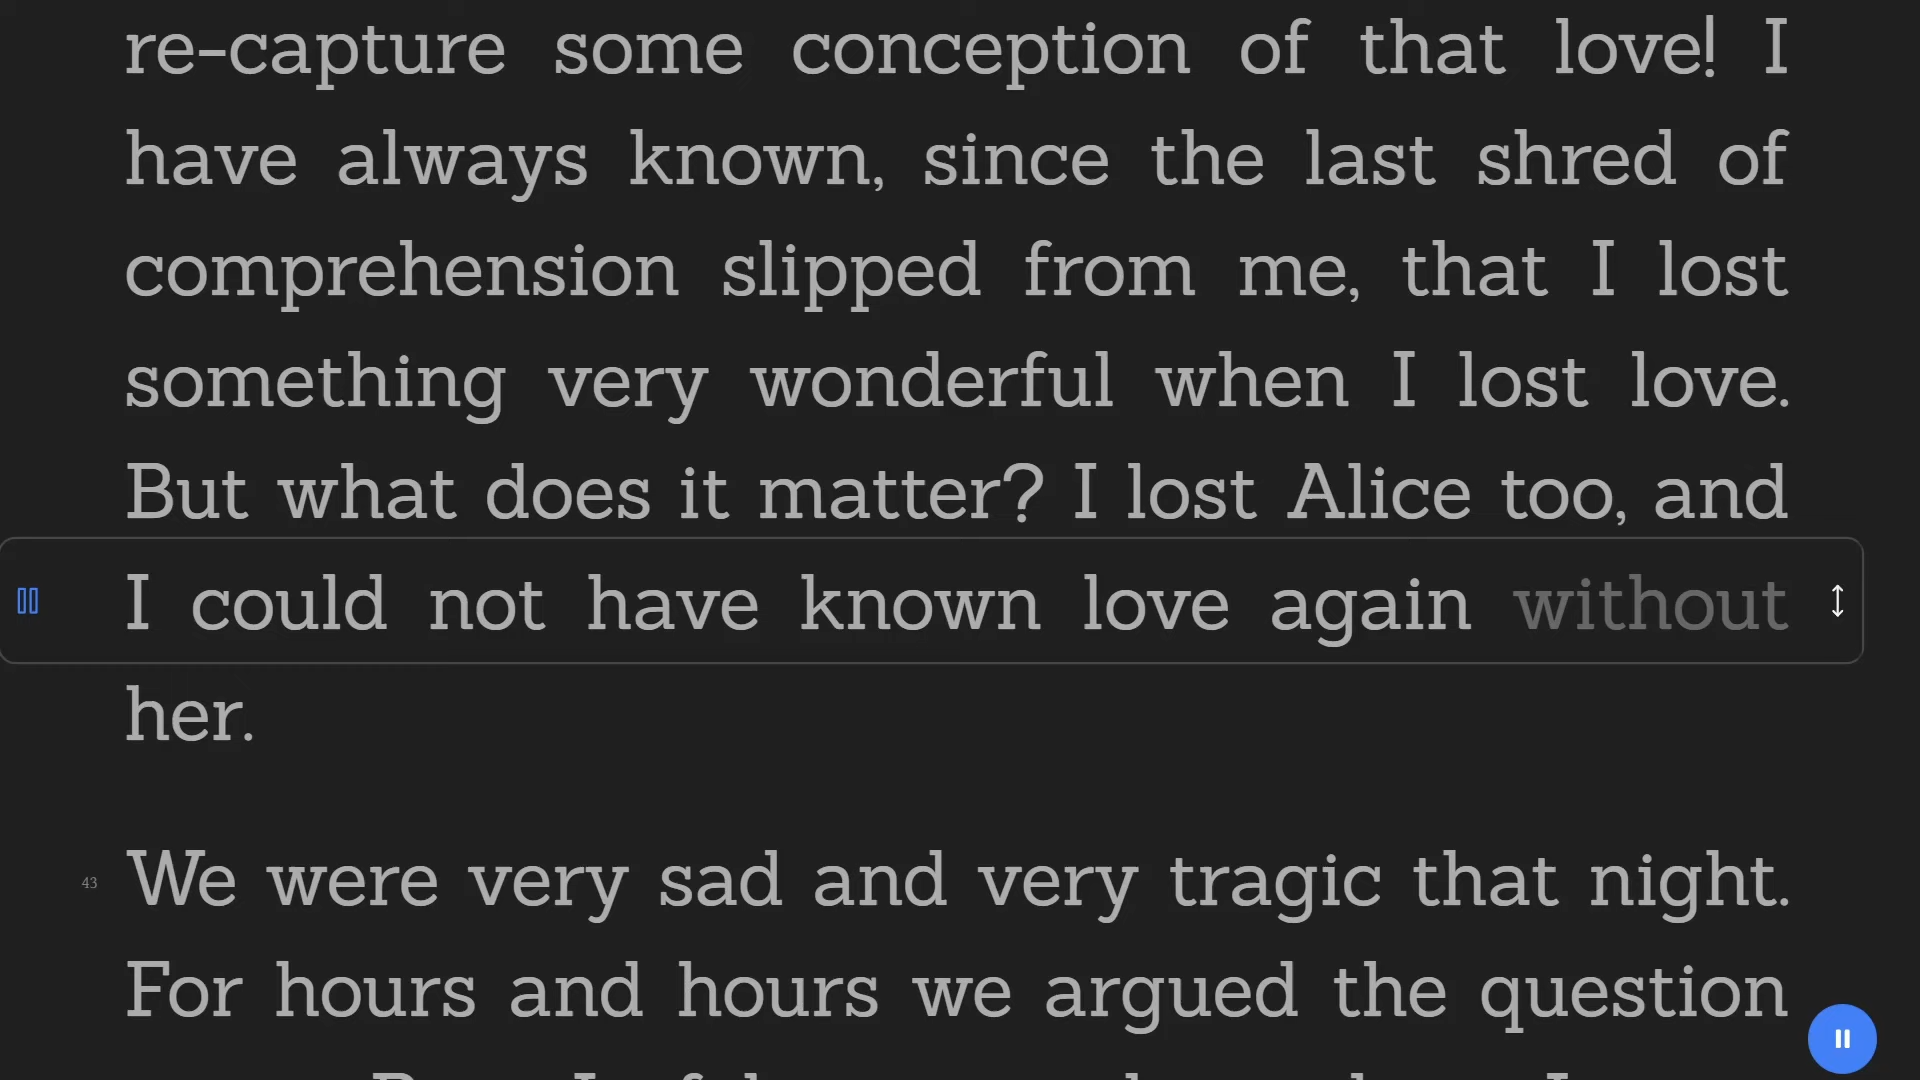 re-capture some conception of that love! I
have always known, since the last shred of
comprehension slipped from me, that I lost
something very wonderful when I lost love.
But what does it matter? I lost Alice too, and
I could not have known love again without
her.
43
We were very sad and very tragic that night.
For hours and hours we argued the question